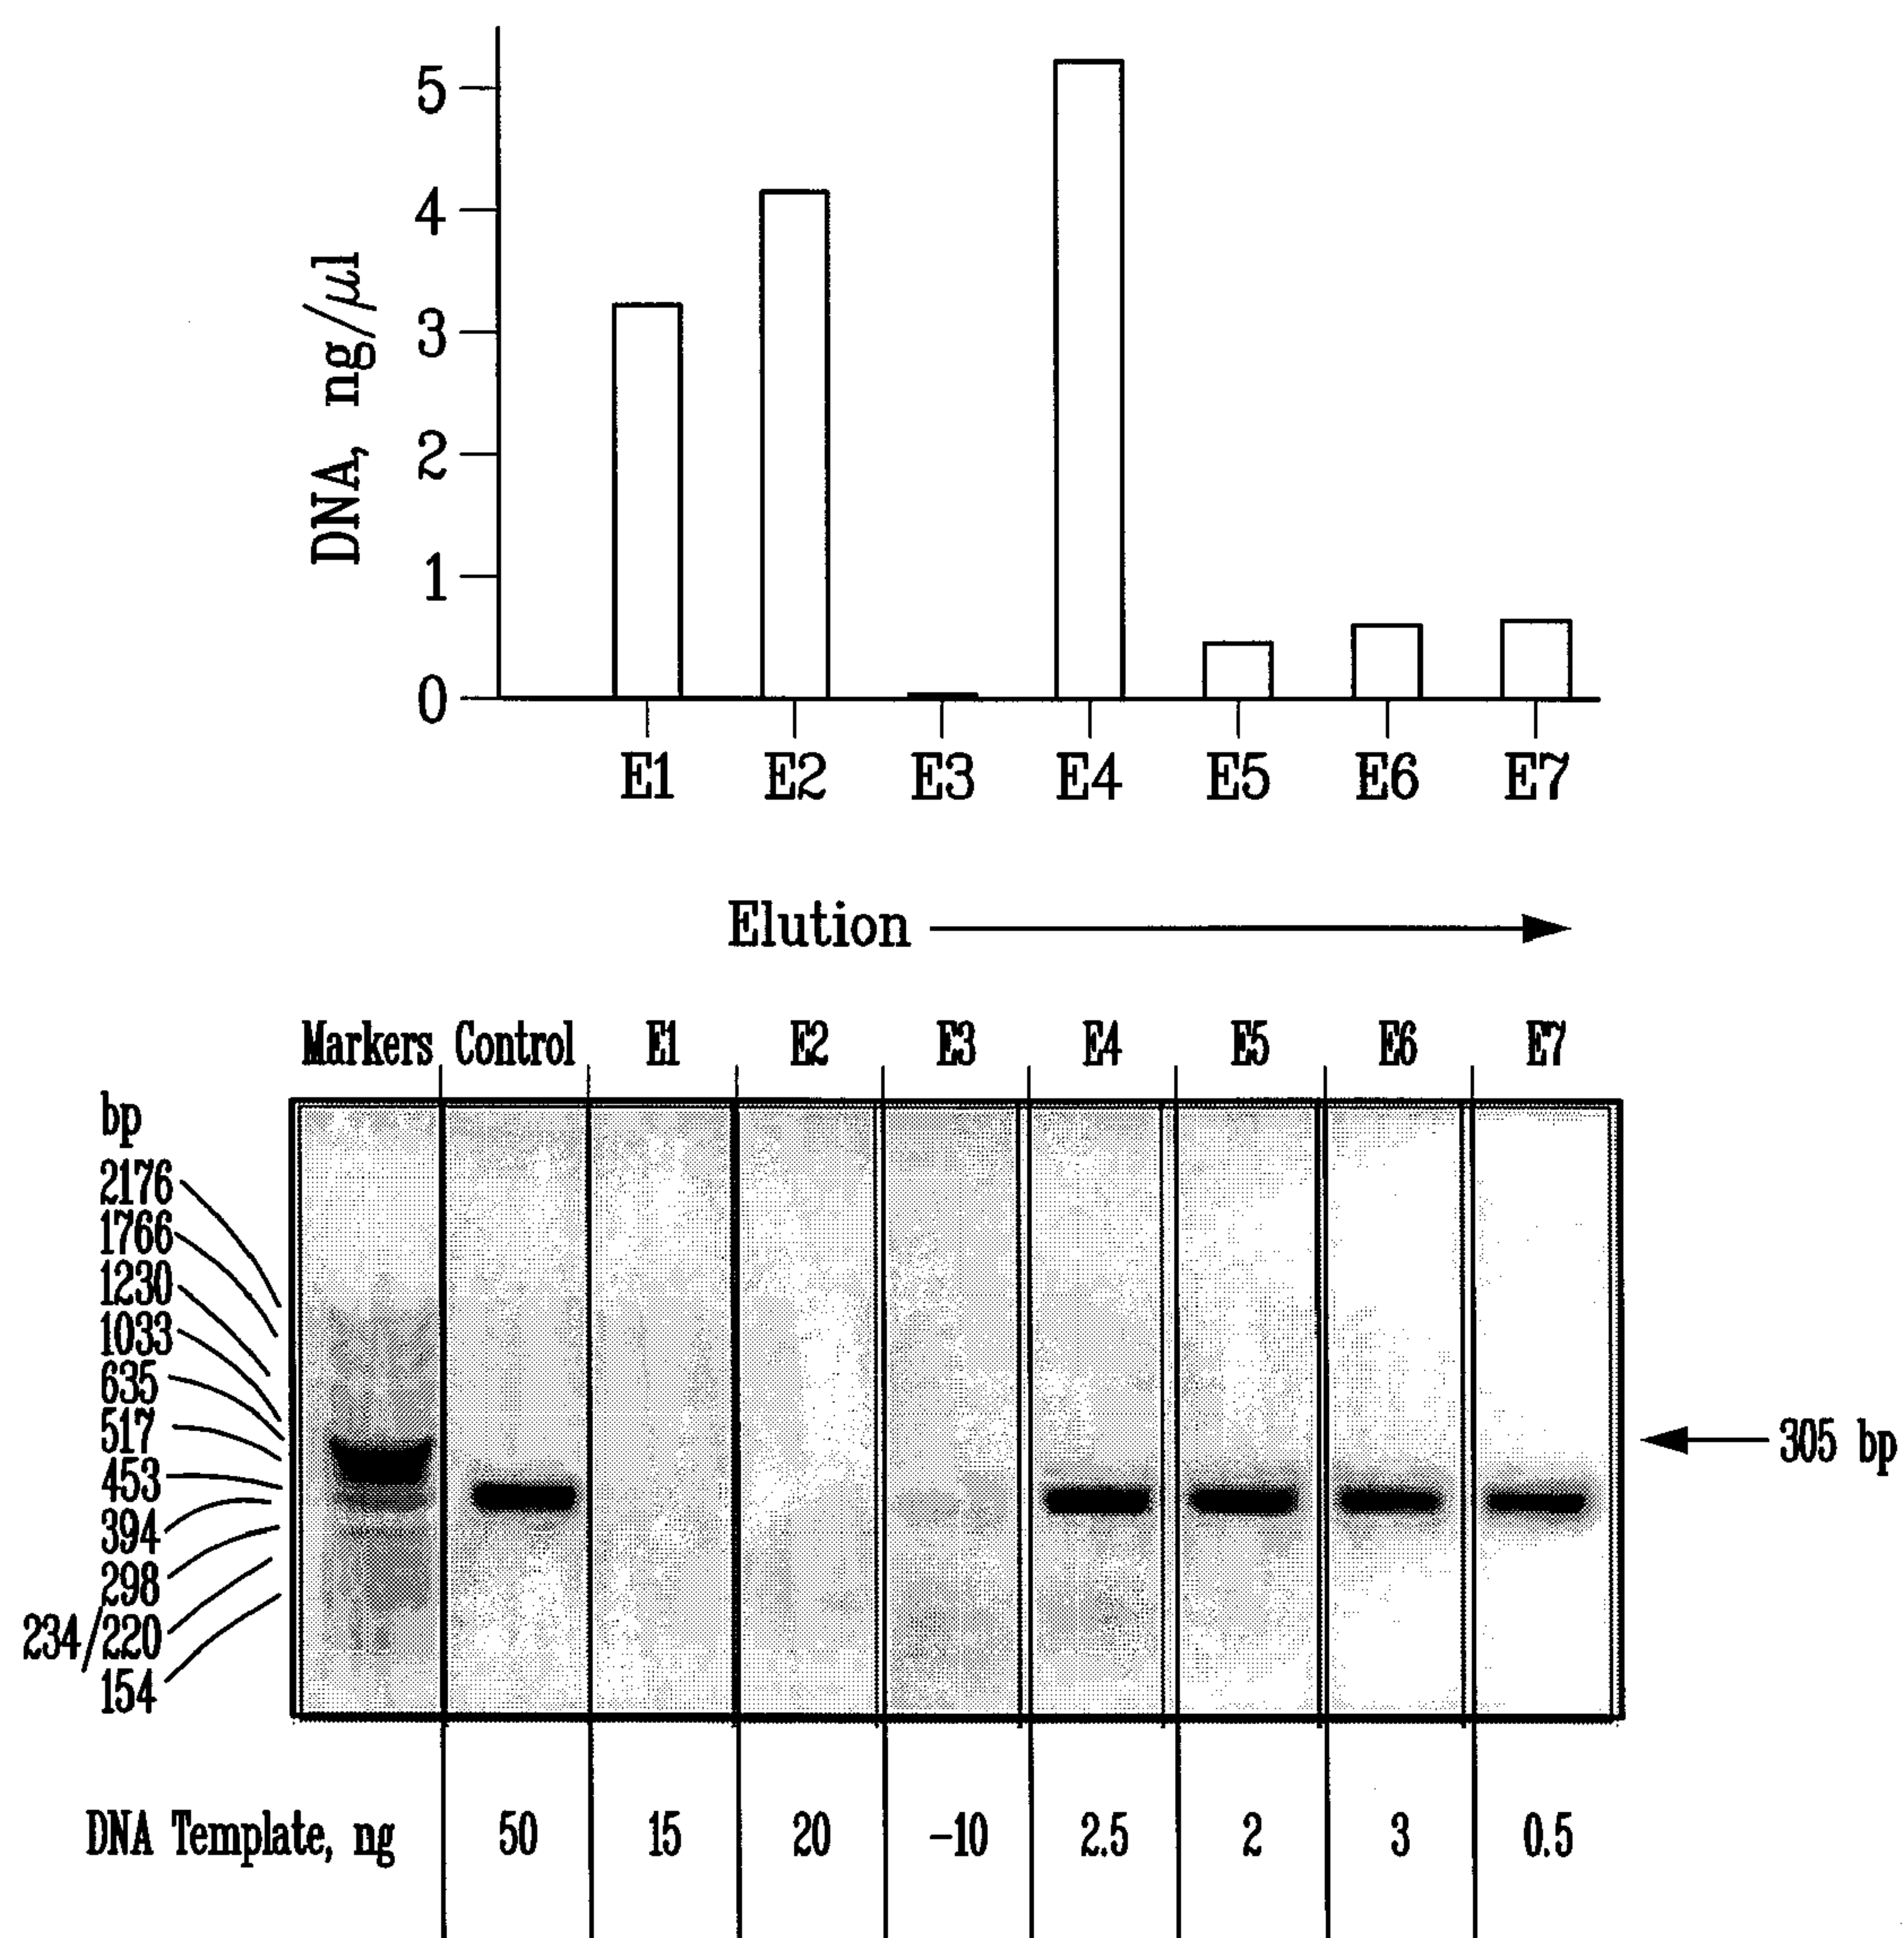 5
4
3
2
1
0
DNA, ng/μl
E1 E2 E3 E4 E5 E6 E7
Elution
Markers Control E1 E2 E3 E4 E5 E6 E7
bp
2176
1766
1230
1033
635
517
453
394
298
234/220
154
305 bp
DNA Template, ng 50 15 20 -10 2.5 2 3 0.5